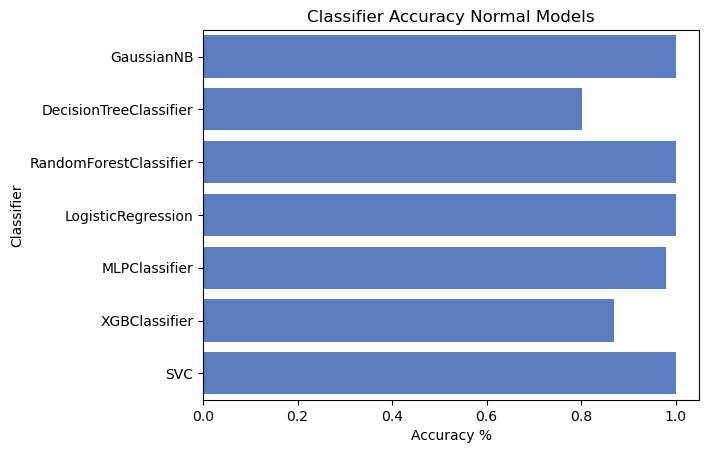 Classifier Accuracy Normal Models
GaussianNB
DecisionTreeClassifier
RandomForestClassifier
LogisticRegression
MLPClassifier
XGBClassifier
SVC
Classifier
0.0 0.2 0.4 0.6 0.8 1.0
Accuracy %